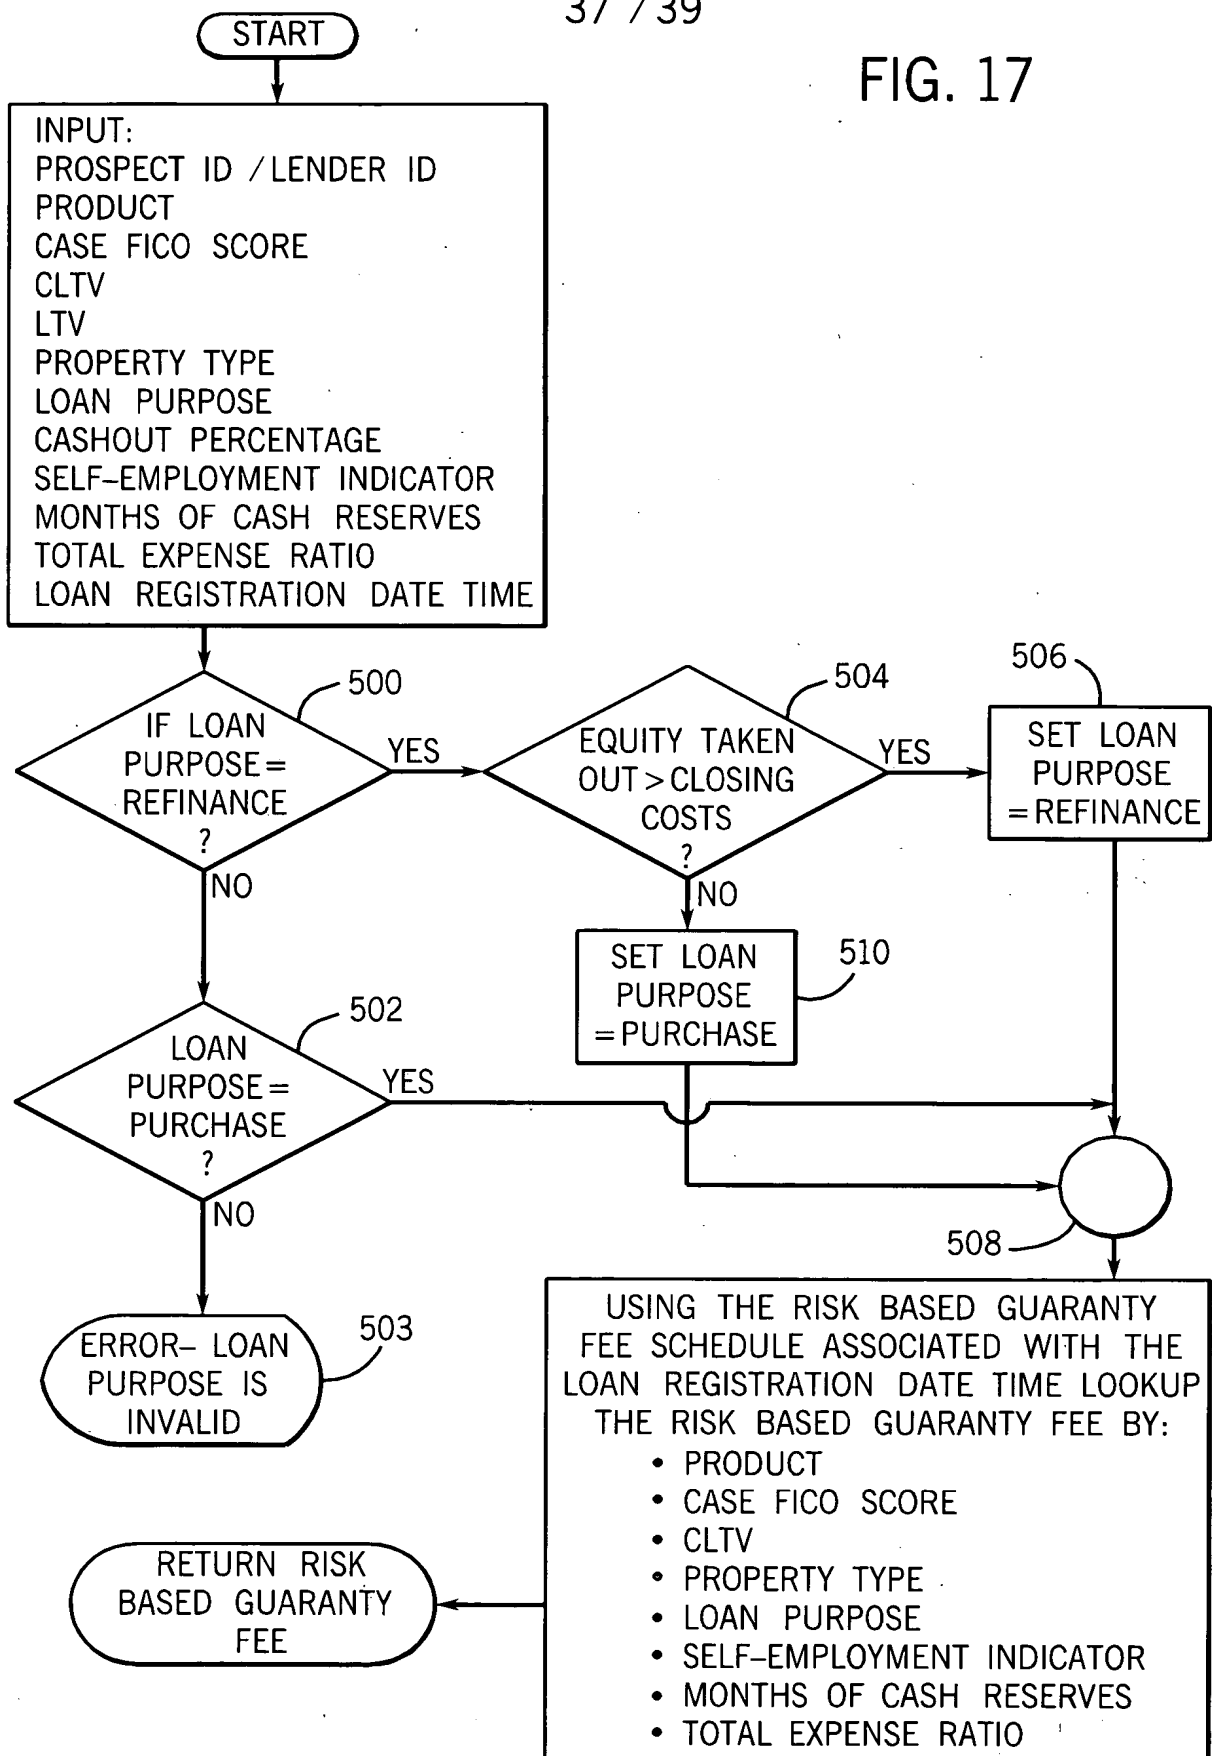 37 / 39
FIG. 17
START
INPUT:
PROSPECT ID / LENDER ID
PRODUCT
CASE FICO SCORE
CLTV
LTV
PROPERTY TYPE
LOAN PURPOSE
CASHOUT PERCENTAGE
SELF-EMPLOYMENT INDICATOR
MONTHS OF CASH RESERVES
TOTAL EXPENSE RATIO
LOAN REGISTRATION DATE TIME
500
IF LOAN
PURPOSE=
REFINANCE
?
YES
NO
504
EQUITY TAKEN
OUT > CLOSING
COSTS
?
YES
NO
506
SET LOAN
PURPOSE
= REFINANCE
510
SET LOAN
PURPOSE
= PURCHASE
502
LOAN
PURPOSE=
PURCHASE
?
YES
NO
508
503
ERROR- LOAN
PURPOSE IS
INVALID
USING THE RISK BASED GUARANTY
FEE SCHEDULE ASSOCIATED WITH THE
LOAN REGISTRATION DATE TIME LOOKUP
THE RISK BASED GUARANTY FEE BY:
• PRODUCT
• CASE FICO SCORE
• CLTV
• PROPERTY TYPE
• LOAN PURPOSE
• SELF-EMPLOYMENT INDICATOR
• MONTHS OF CASH RESERVES
• TOTAL EXPENSE RATIO
RETURN RISK
BASED GUARANTY
FEE